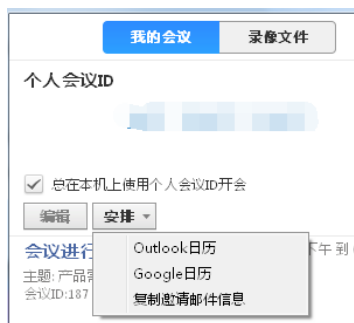 我的会议 录像文件
个人会议ID
总在本机上使用个人会议ID开会
编辑 安排
会议进行
Outlook日历
午到
主题:产品
Google日历
会议ID:187
复制邀请邮件信息